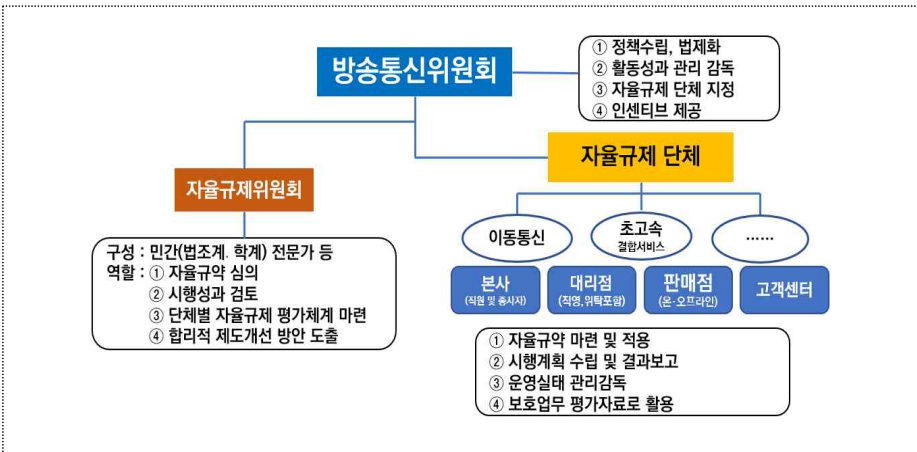 방송통신위원회
① 정책수립, 법제화
② 활동성과 관리 감독
③ 자율규제 단체 지정
④ 인센티브 제공
자율규제위원회
구성 : 민간(법조계. 학계) 전문가 등
역할 : ① 자율규약 심의
② 시행성과 검토
③ 단체별 자율규제 평가체계 마련
④ 합리적 제도개선 방안 도출
자율규제 단체
이동통신
초고속
결합서비스
……
본사
(직원 및 종사자)
대리점
(직영,위탁포함)
판매점
(온·오프라인)
고객센터
① 자율규약 마련 및 적용
② 시행계획 수립 및 결과보고
③ 운영실태 관리감독
④ 보호업무 평가자료로 활용